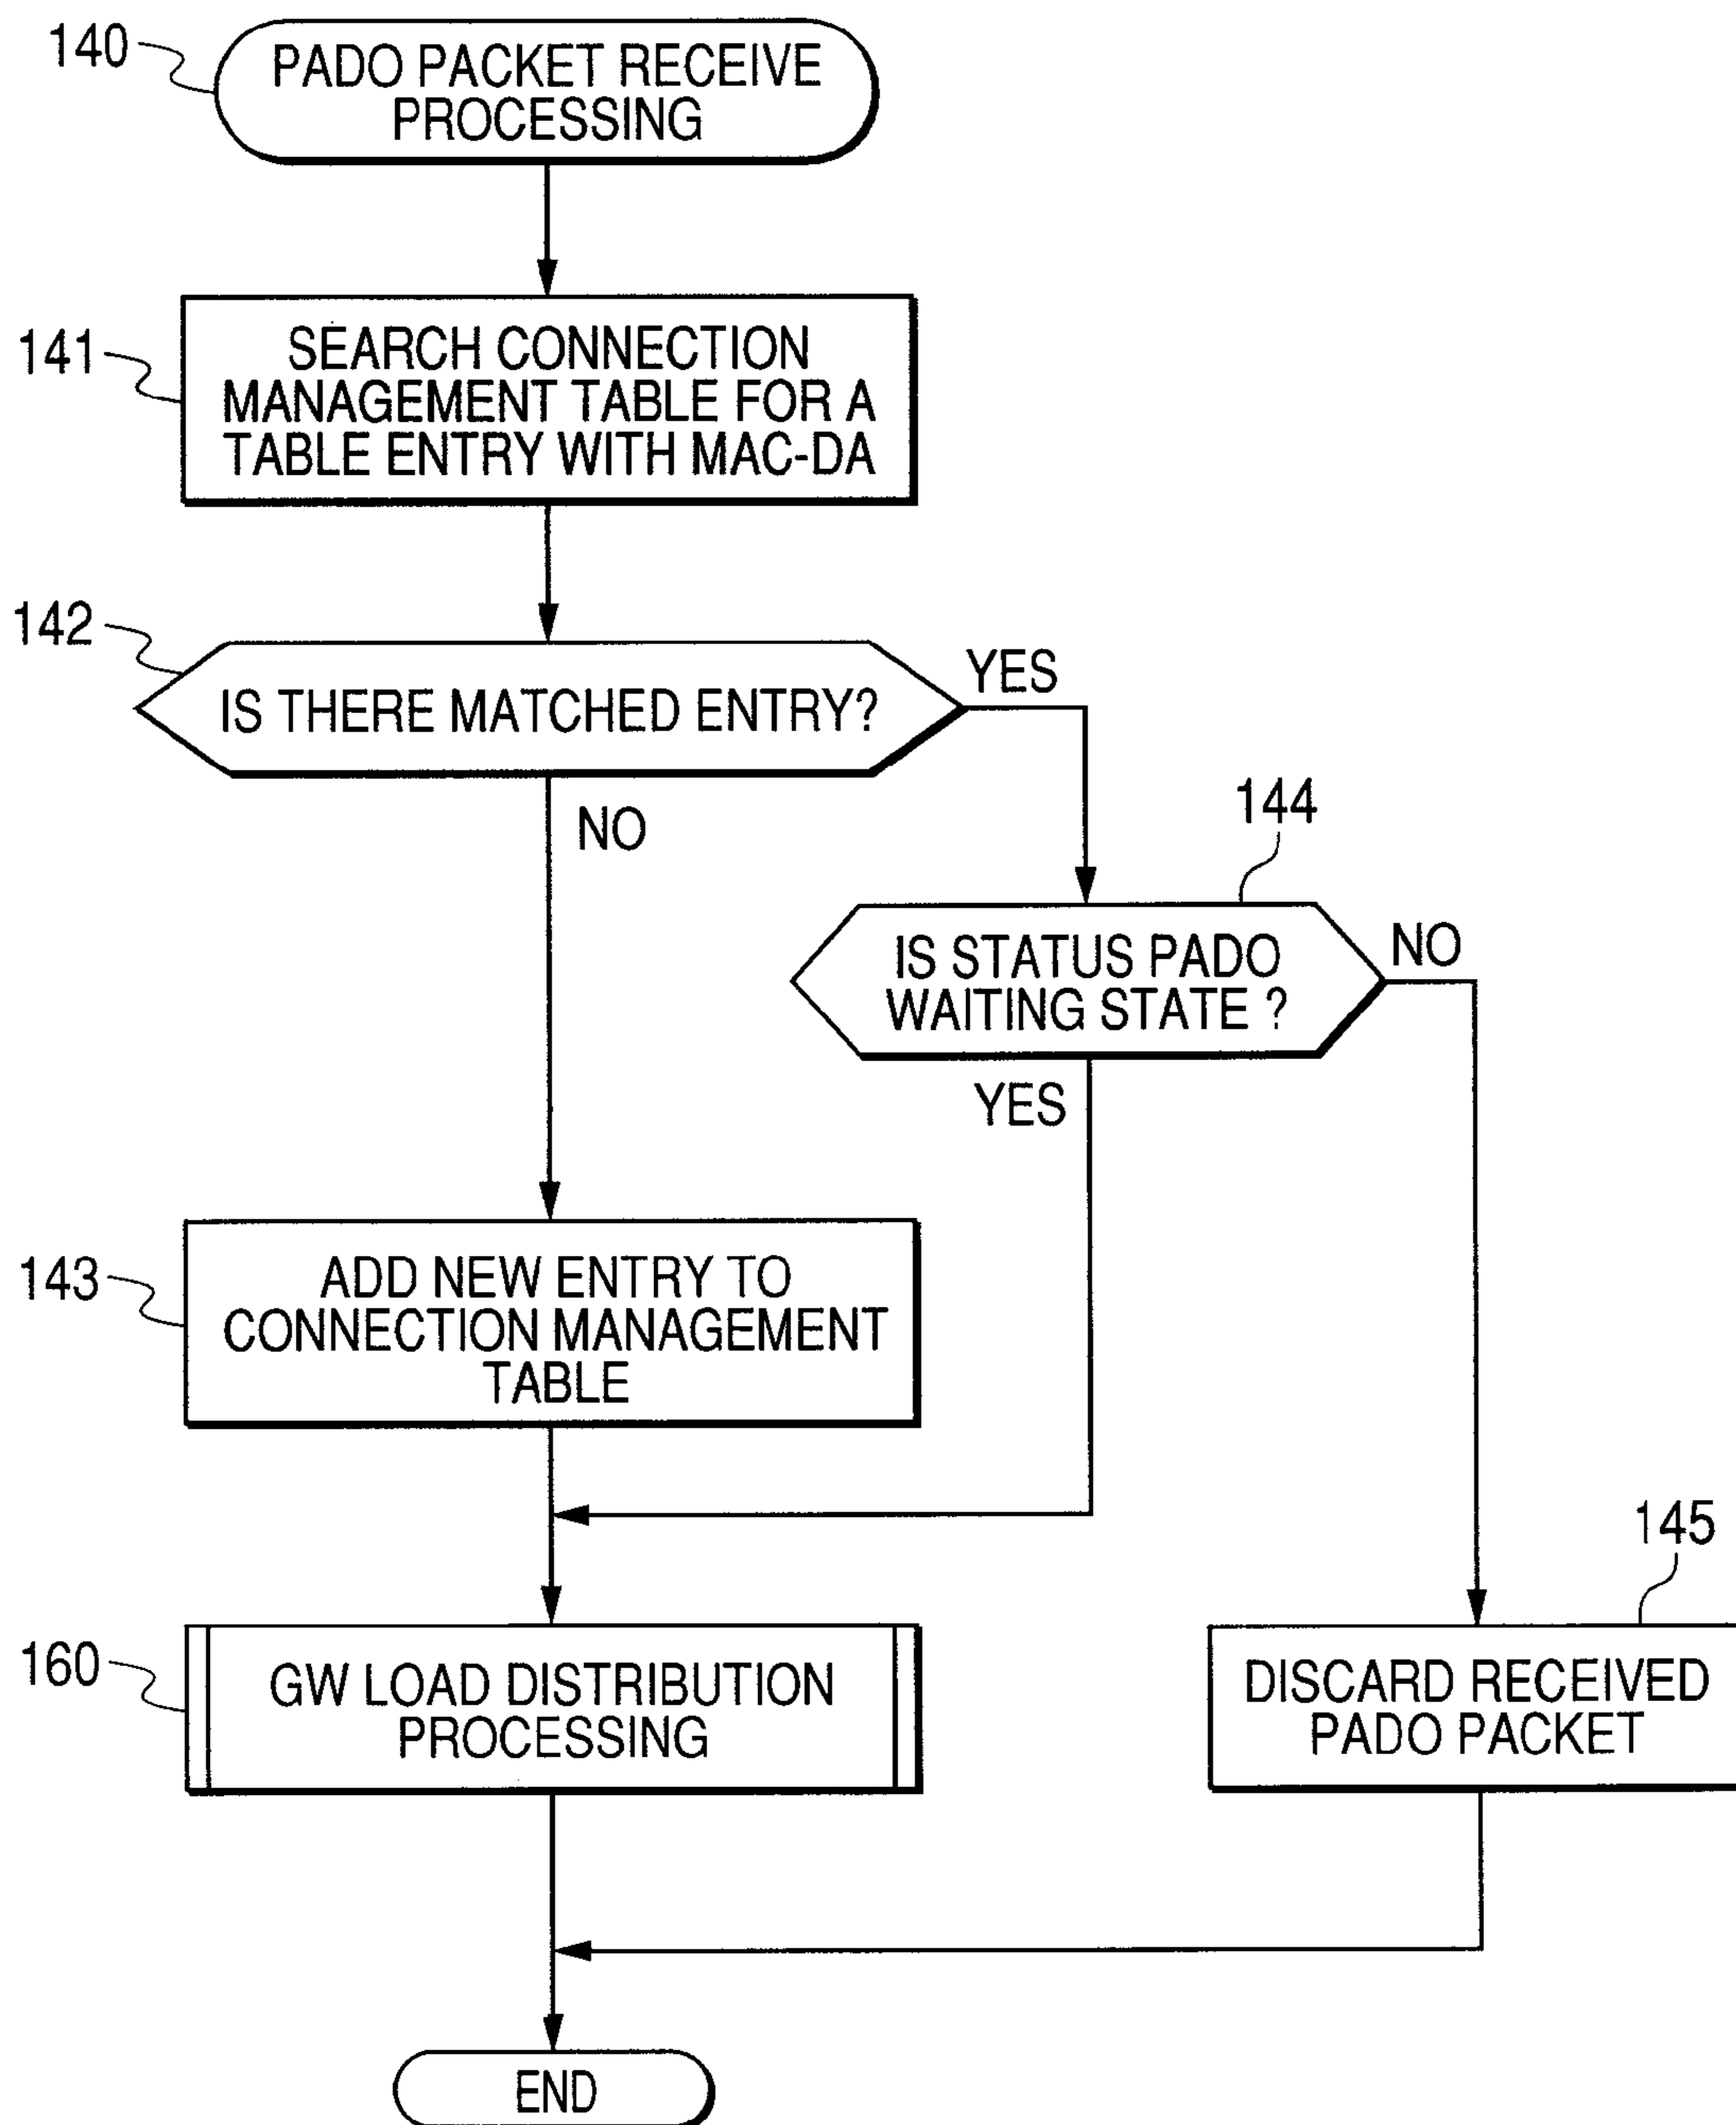 140
PADO PACKET RECEIVE
PROCESSING
141
SEARCH CONNECTION
MANAGEMENT TABLE FOR A
TABLE ENTRY WITH MAC-DA
142
IS THERE MATCHED ENTRY?
YES
NO
144
IS STATUS PADO
WAITING STATE ?
NO
YES
143
ADD NEW ENTRY TO
CONNECTION MANAGEMENT
TABLE
145
160
GW LOAD DISTRIBUTION
PROCESSING
DISCARD RECEIVED
PADO PACKET
END